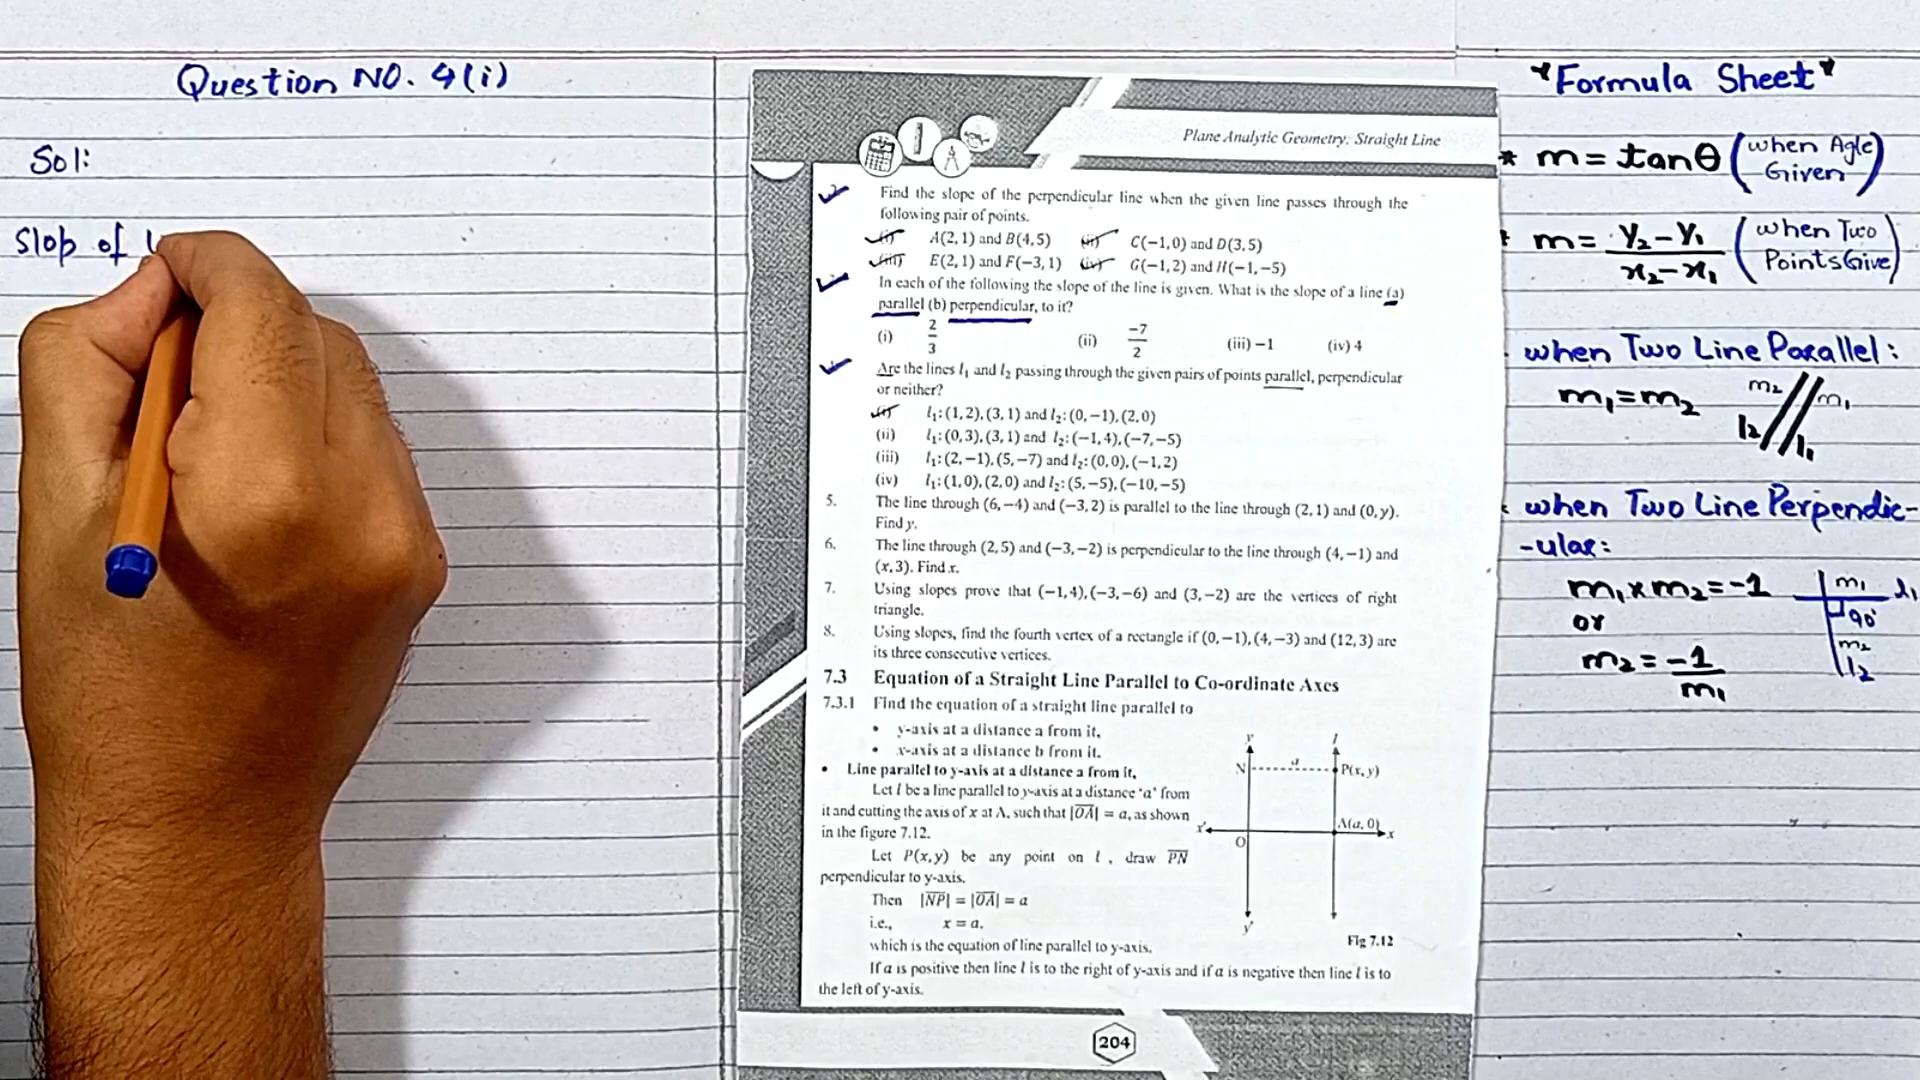 Question NO. 4(i)
Sol:
Slop of
Plane Analytic Geometry: Straight Line
Find the slope of the perpendicular line when the given line passes through the
following pair of points.
(i) A(2, 1) and B(4, 5) (ii) C(−1, 0) and D(3, 5)
(iii) E(2, 1) and F(−3, 1) (iv) G(−1, 2) and H(−1, −5)
In each of the following the slope of the line is given. What is the slope of a line (a)
parallel (b) perpendicular, to it?
(i) 2/3 (ii) −7/2 (iii) −1 (iv) 4
Are the lines l₁ and l₂ passing through the given pairs of points parallel, perpendicular
or neither?
(i) l₁: (1, 2), (3, 1) and l₂: (0, −1), (2, 0)
(ii) l₁: (0, 3), (3, 1) and l₂: (−1, 4), (−7, −5)
(iii) l₁: (2, −1), (5, −7) and l₂: (0, 0), (−1, 2)
(iv) l₁: (1, 0), (2, 0) and l₂: (5, −5), (−10, −5)
5. The line through (6, −4) and (−3, 2) is parallel to the line through (2, 1) and (0, y).
Find y.
6. The line through (2, 5) and (−3, −2) is perpendicular to the line through (4, −1) and
(x, 3). Find x.
7. Using slopes prove that (−1, 4), (−3, −6) and (3, −2) are the vertices of right
triangle.
8. Using slopes, find the fourth vertex of a rectangle if (0, −1), (4, −3) and (12, 3) are
its three consecutive vertices.
7.3 Equation of a Straight Line Parallel to Co-ordinate Axes
7.3.1 Find the equation of a straight line parallel to
• y-axis at a distance a from it,
• x-axis at a distance b from it.
• Line parallel to y-axis at a distance a from it,
Let l be a line parallel to y-axis at a distance 'a' from
it and cutting the axis of x at A, such that |OA| = a, as shown
in the figure 7.12.
Let P(x, y) be any point on l, draw PN
perpendicular to y-axis.
Then |NP| = |OA| = a
i.e., x = a.
which is the equation of line parallel to y-axis.
If a is positive then line l is to the right of y-axis and if a is negative then line l is to
the left of y-axis.
y l
N a P(x, y)
x' O A(a, 0) x
y'
Fig 7.12
204
"Formula Sheet"
* m = tanθ (when Agle
Given)
* m = y₂−y₁/x₂−x₁ (when Two
Points Give)
when Two Line Parallel:
m₁=m₂ m₂ m₁
l₂ l₁
when Two Line Perpendic-
-ular:
m₁×m₂=−1 m₁ l₁
or 90°
m₂
m₂=−1/m₁ l₂